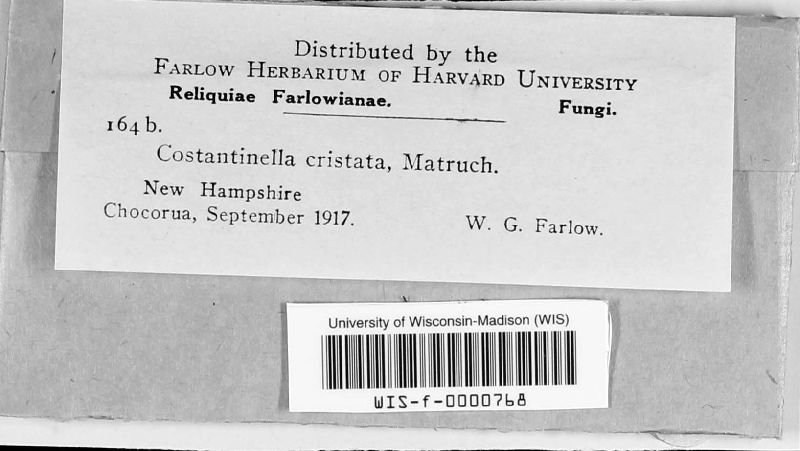 Distributed by the
Farlow Herbarium of Harvard University
Reliquiae Farlowianae. Fungi.
164 b.
Costantinella cristata, Matruch.
New Hampshire
Chocorua, September 1917. W. G. Farlow.
University of Wisconsin-Madison (WIS)
WIS-f-0000768